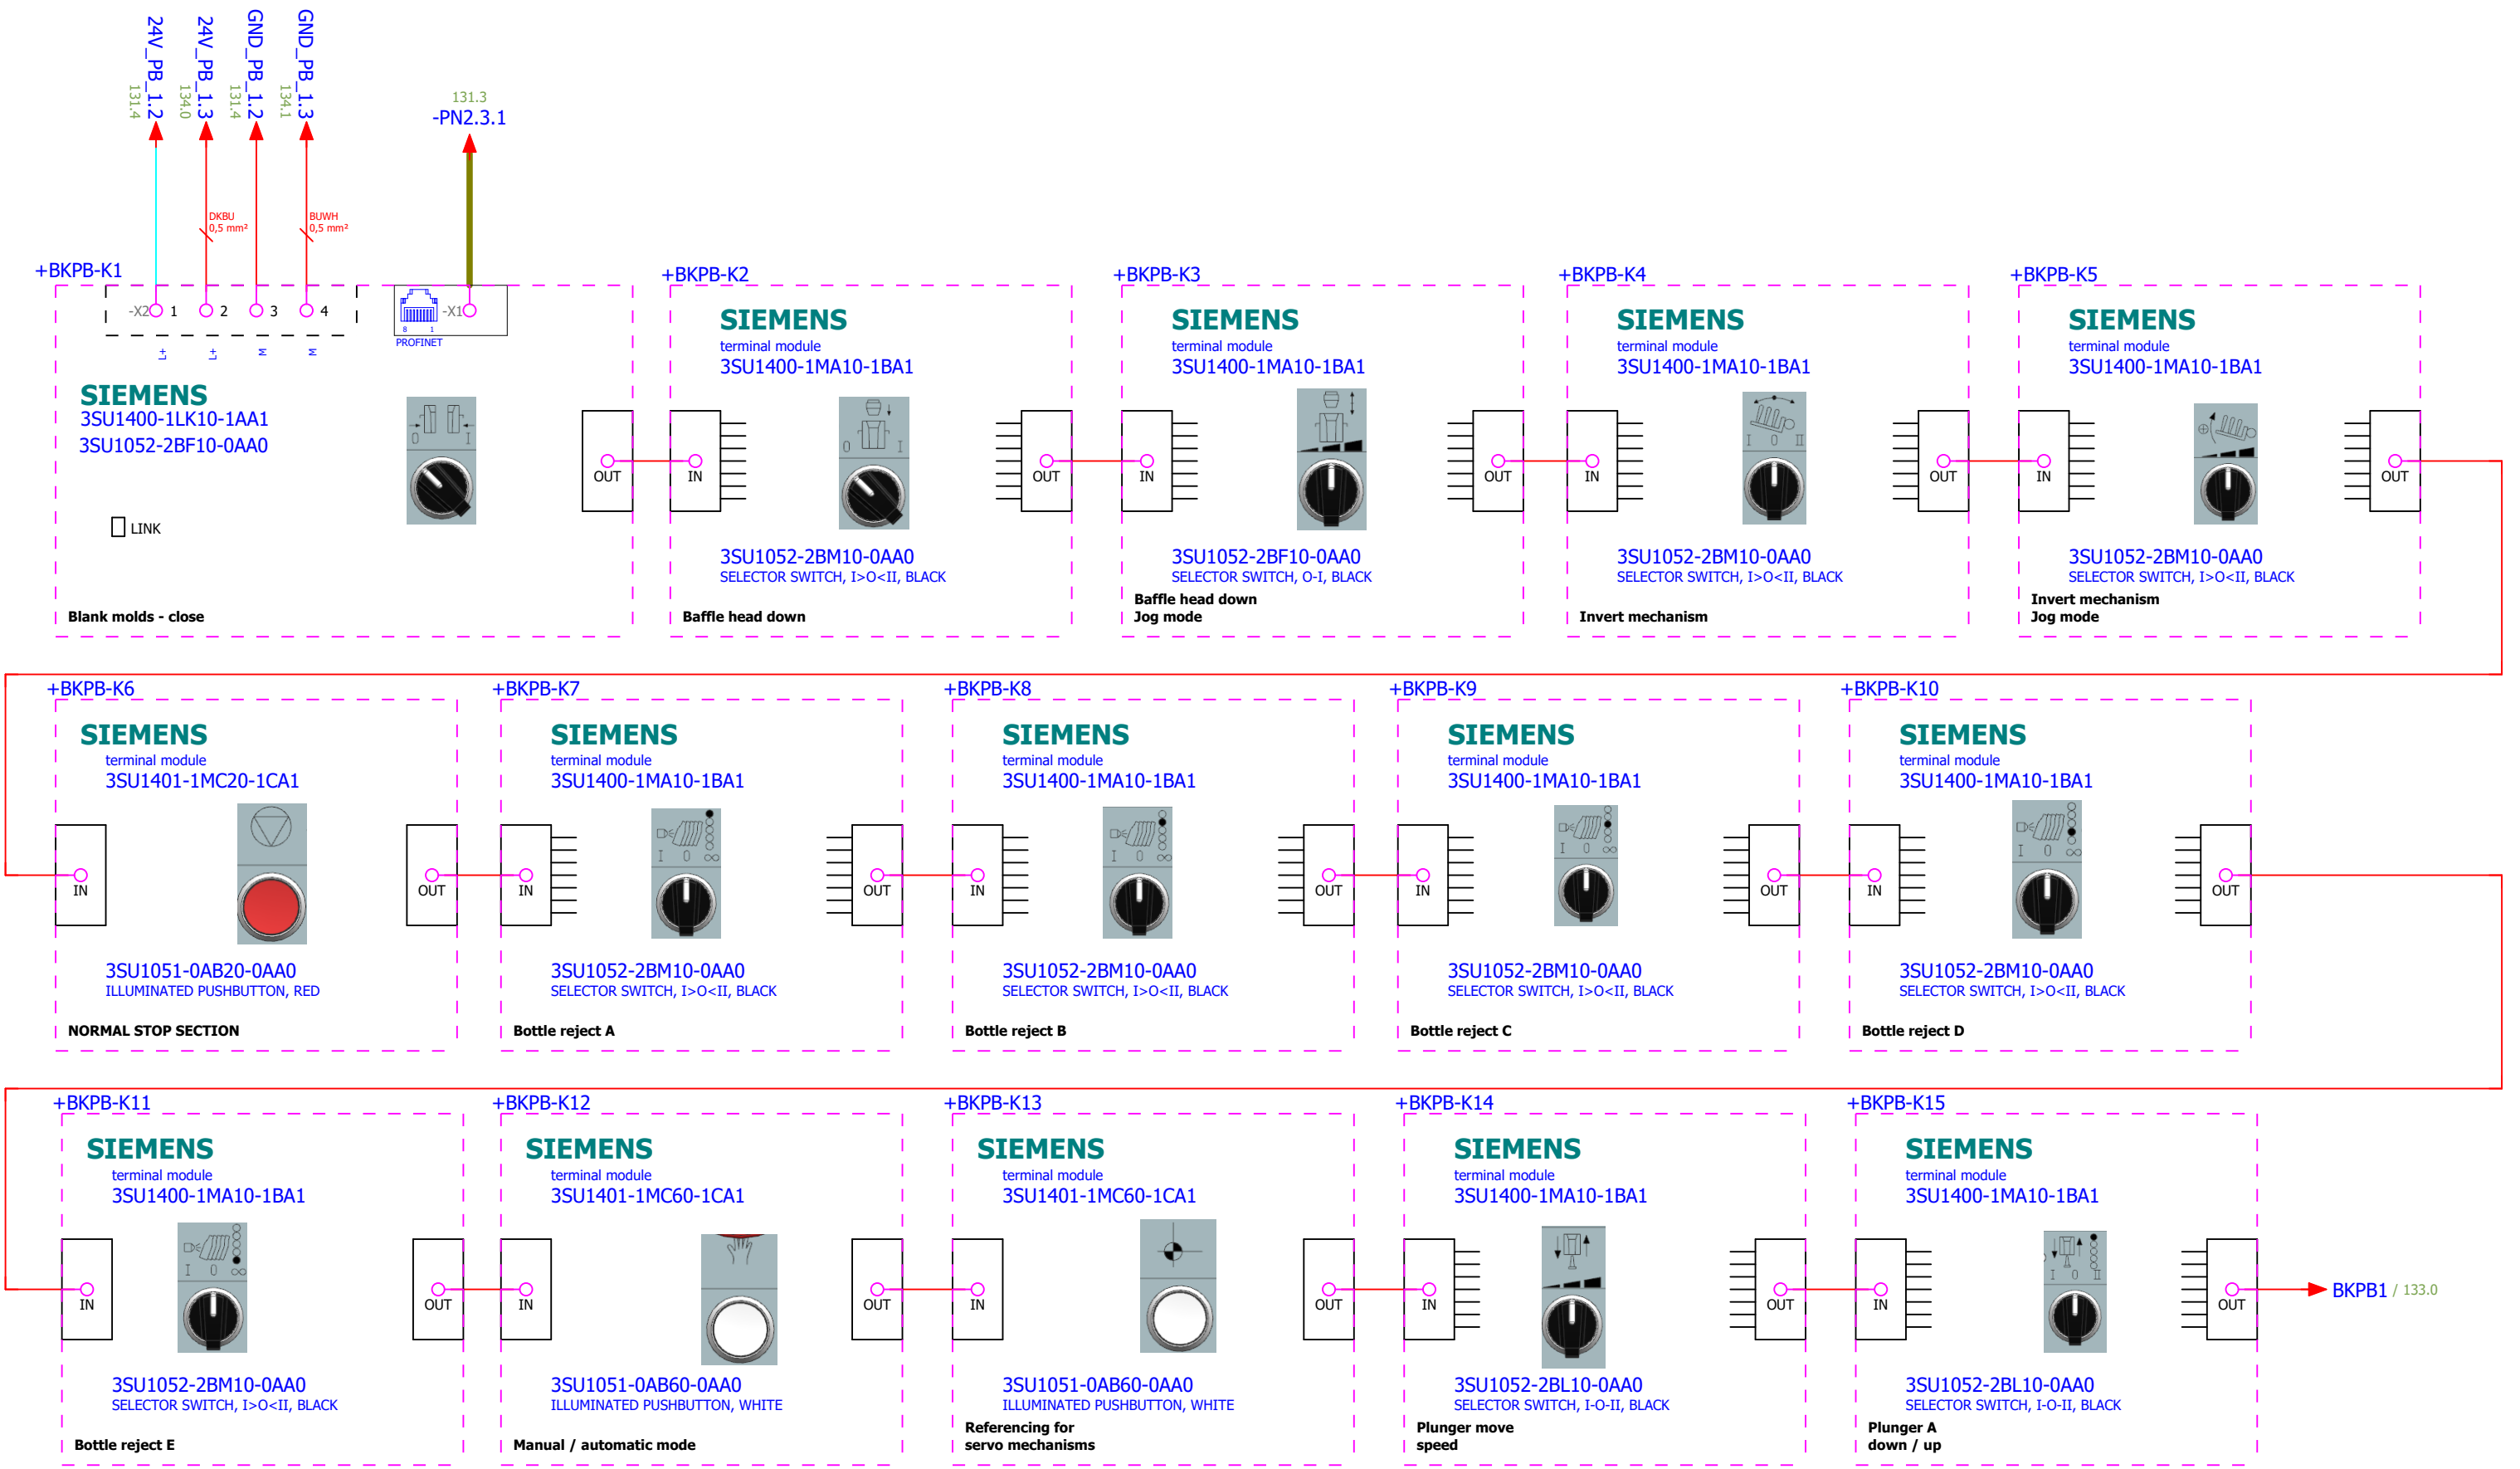 24V_PB_1.2
131.4
24V_PB_1.3
134.0
GND_PB_1.2
131.4
GND_PB_1.3
134.1
131.3
-PN2.3.1
DKBU
0,5 mm²
BUWH
0,5 mm²
+BKPB-K1
-X2 1 2 3 4
L+ L+ M M
-X1
8 1
PROFINET
SIEMENS
3SU1400-1LK10-1AA1
3SU1052-2BF10-0AA0
O I
OUT
LINK
Blank molds - close
+BKPB-K2
SIEMENS
terminal module
3SU1400-1MA10-1BA1
O I
IN OUT
3SU1052-2BM10-0AA0
SELECTOR SWITCH, I>O<II, BLACK
Baffle head down
+BKPB-K3
SIEMENS
terminal module
3SU1400-1MA10-1BA1
IN OUT
3SU1052-2BF10-0AA0
SELECTOR SWITCH, O-I, BLACK
Baffle head down
Jog mode
+BKPB-K4
SIEMENS
terminal module
3SU1400-1MA10-1BA1
I O II
IN OUT
3SU1052-2BM10-0AA0
SELECTOR SWITCH, I>O<II, BLACK
Invert mechanism
+BKPB-K5
SIEMENS
terminal module
3SU1400-1MA10-1BA1
IN OUT
3SU1052-2BM10-0AA0
SELECTOR SWITCH, I>O<II, BLACK
Invert mechanism
Jog mode
+BKPB-K6
SIEMENS
terminal module
3SU1401-1MC20-1CA1
IN OUT
3SU1051-0AB20-0AA0
ILLUMINATED PUSHBUTTON, RED
NORMAL STOP SECTION
+BKPB-K7
SIEMENS
terminal module
3SU1400-1MA10-1BA1
I O ∞
IN OUT
3SU1052-2BM10-0AA0
SELECTOR SWITCH, I>O<II, BLACK
Bottle reject A
+BKPB-K8
SIEMENS
terminal module
3SU1400-1MA10-1BA1
I O ∞
IN OUT
3SU1052-2BM10-0AA0
SELECTOR SWITCH, I>O<II, BLACK
Bottle reject B
+BKPB-K9
SIEMENS
terminal module
3SU1400-1MA10-1BA1
I O ∞
IN OUT
3SU1052-2BM10-0AA0
SELECTOR SWITCH, I>O<II, BLACK
Bottle reject C
+BKPB-K10
SIEMENS
terminal module
3SU1400-1MA10-1BA1
I O ∞
IN OUT
3SU1052-2BM10-0AA0
SELECTOR SWITCH, I>O<II, BLACK
Bottle reject D
+BKPB-K11
SIEMENS
terminal module
3SU1400-1MA10-1BA1
I O ∞
IN OUT
3SU1052-2BM10-0AA0
SELECTOR SWITCH, I>O<II, BLACK
Bottle reject E
+BKPB-K12
SIEMENS
terminal module
3SU1401-1MC60-1CA1
IN OUT
3SU1051-0AB60-0AA0
ILLUMINATED PUSHBUTTON, WHITE
Manual / automatic mode
+BKPB-K13
SIEMENS
terminal module
3SU1401-1MC60-1CA1
IN OUT
3SU1051-0AB60-0AA0
ILLUMINATED PUSHBUTTON, WHITE
Referencing for
servo mechanisms
+BKPB-K14
SIEMENS
terminal module
3SU1400-1MA10-1BA1
IN OUT
3SU1052-2BL10-0AA0
SELECTOR SWITCH, I-O-II, BLACK
Plunger move
speed
+BKPB-K15
SIEMENS
terminal module
3SU1400-1MA10-1BA1
I O II
IN OUT
3SU1052-2BL10-0AA0
SELECTOR SWITCH, I-O-II, BLACK
Plunger A
down / up
BKPB1 / 133.0